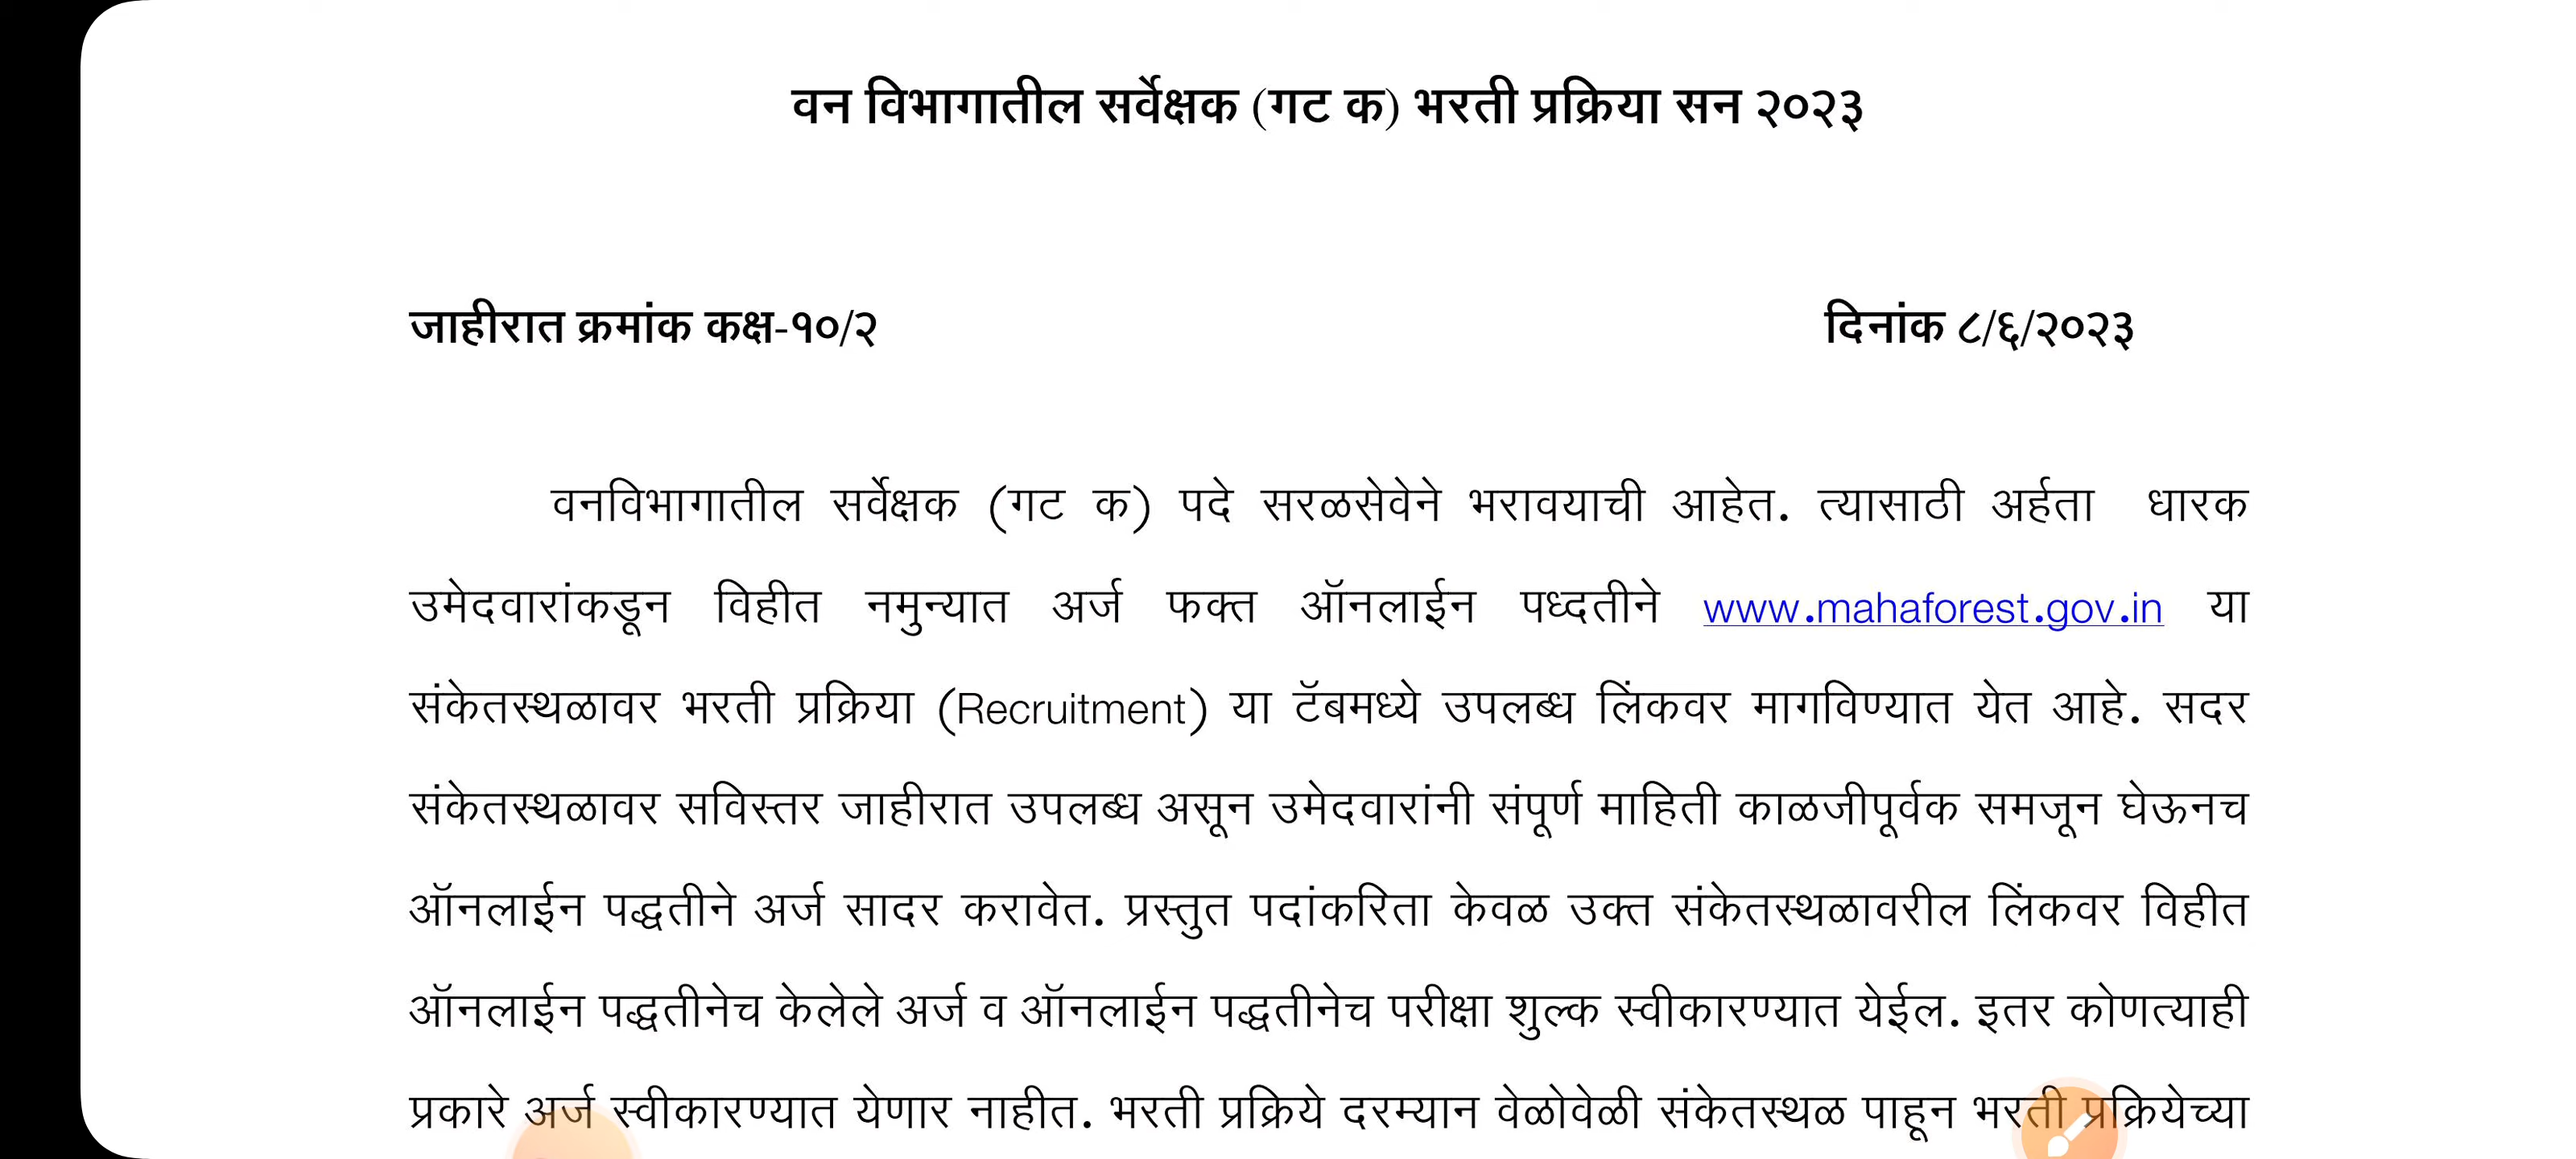 वन विभागातील सर्वेक्षक (गट क) भरती प्रक्रिया सन २०२३
जाहीरात क्रमांक कक्ष-१०/२ दिनांक ८/६/२०२३
वनविभागातील सर्वेक्षक (गट क) पदे सरळसेवेने भरावयाची आहेत. त्यासाठी अर्हता धारक
उमेदवारांकडून विहीत नमुन्यात अर्ज फक्त ऑनलाईन पध्दतीने www.mahaforest.gov.in या
संकेतस्थळावर भरती प्रक्रिया (Recruitment) या टॅबमध्ये उपलब्ध लिंकवर मागविण्यात येत आहे. सदर
संकेतस्थळावर सविस्तर जाहीरात उपलब्ध असून उमेदवारांनी संपूर्ण माहिती काळजीपूर्वक समजून घेऊनच
ऑनलाईन पद्धतीने अर्ज सादर करावेत. प्रस्तुत पदांकरिता केवळ उक्त संकेतस्थळावरील लिंकवर विहीत
ऑनलाईन पद्धतीनेच केलेले अर्ज व ऑनलाईन पद्धतीनेच परीक्षा शुल्क स्वीकारण्यात येईल. इतर कोणत्याही
प्रकारे अर्ज स्वीकारण्यात येणार नाहीत. भरती प्रक्रिये दरम्यान वेळोवेळी संकेतस्थळ पाहून भरती प्रक्रियेच्या